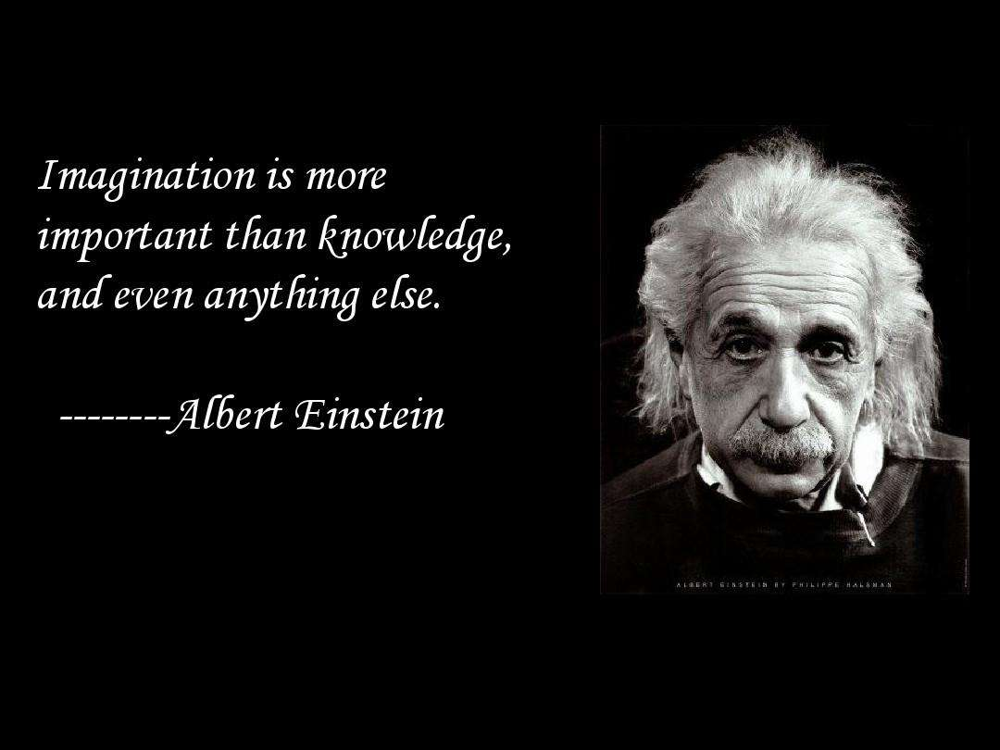 Imagination is more
important than knowledge,
and even anything else.
--------Albert Einstein
ALBERT EINSTEIN BY PHILIPPE HALSMAN